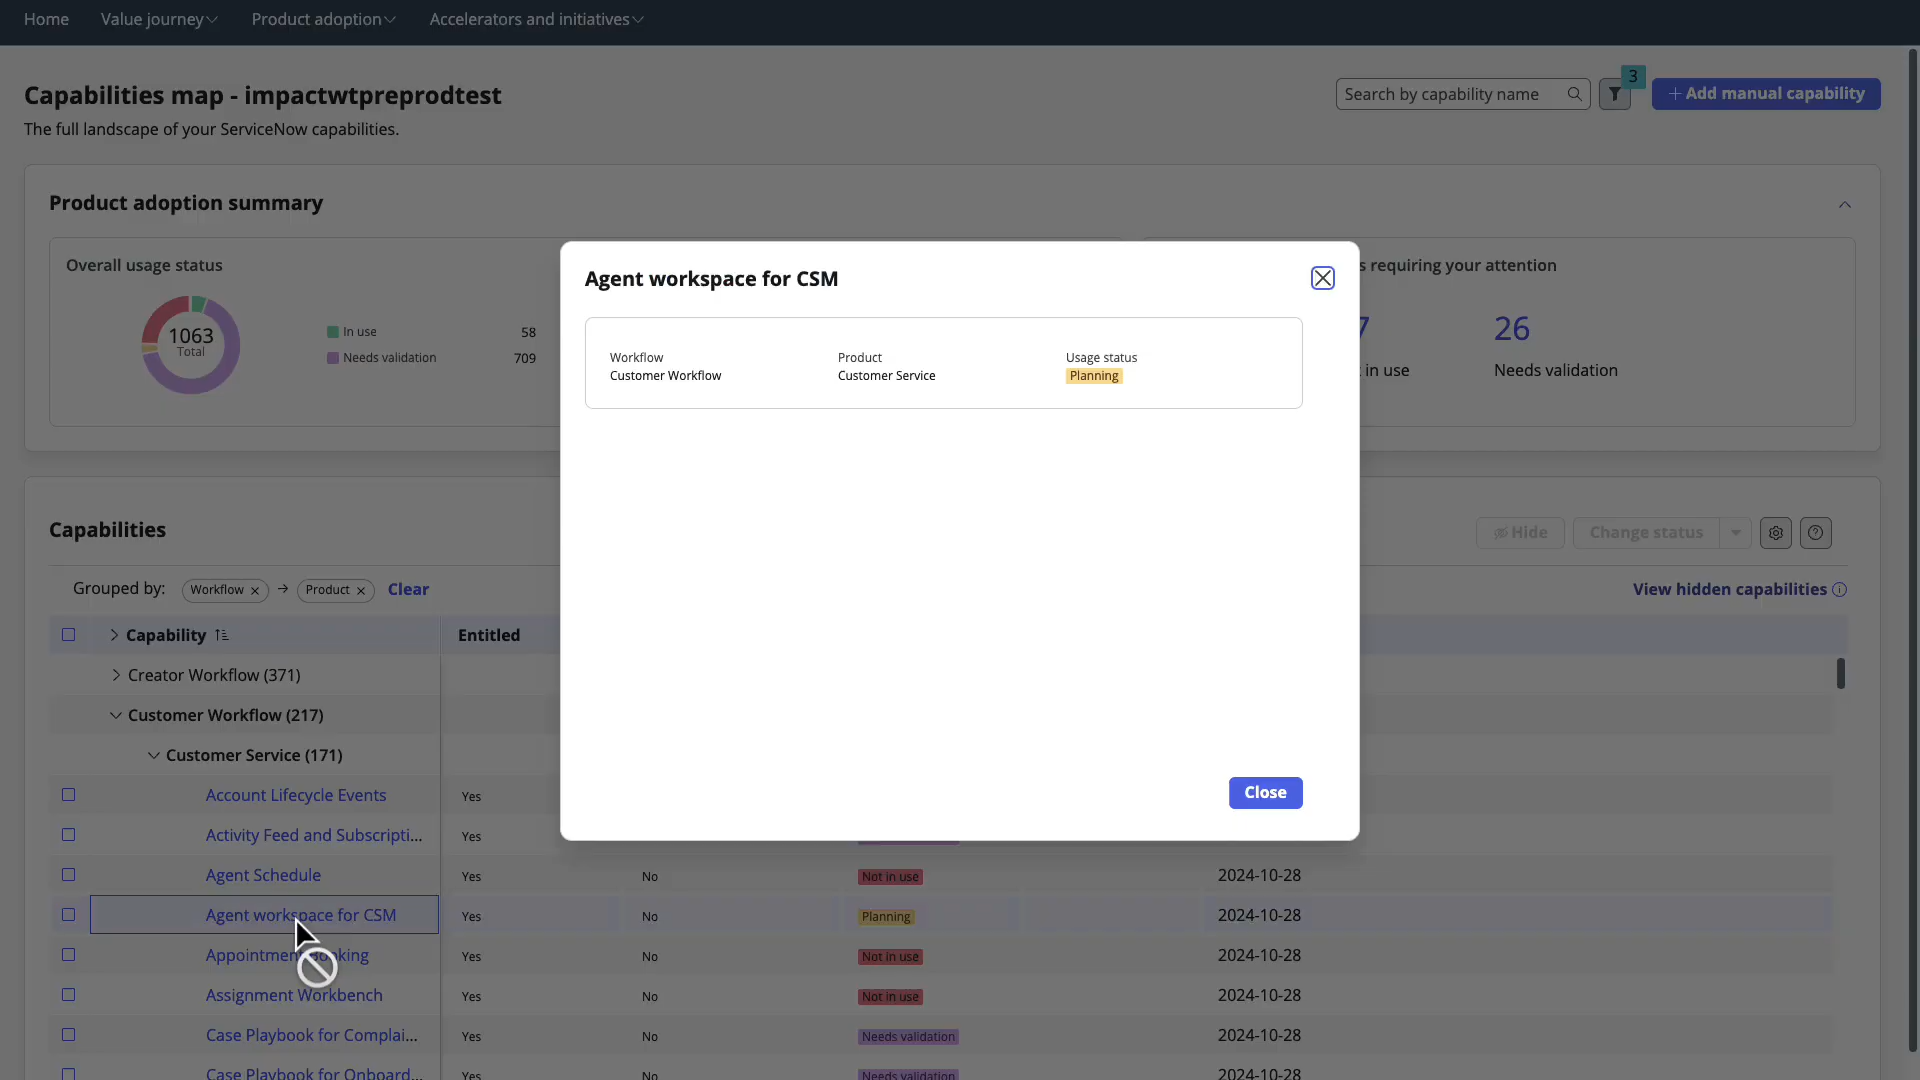 Home Value journey Product adoption Accelerators and initiatives
Capabilities map - impactwtpreprodtest
The full landscape of your ServiceNow capabilities.
Search by capability name
3
+ Add manual capability
Product adoption summary
Overall usage status
1063
Total
In use 58
Needs validation 709
s requiring your attention
7
in use
26
Needs validation
Agent workspace for CSM
Workflow Product Usage status
Customer Workflow Customer Service Planning
Close
Capabilities
Hide Change status
Grouped by: Workflow × → Product × Clear
View hidden capabilities
Capability Entitled
Creator Workflow (371)
Customer Workflow (217)
Customer Service (171)
Account Lifecycle Events Yes
Activity Feed and Subscripti... Yes
Agent Schedule Yes No Not in use 2024-10-28
Agent workspace for CSM Yes No Planning 2024-10-28
Appointment Booking Yes No Not in use 2024-10-28
Assignment Workbench Yes No Not in use 2024-10-28
Case Playbook for Complai... Yes No Needs validation 2024-10-28
Case Playbook for Onboard... Yes No Needs validation 2024-10-28